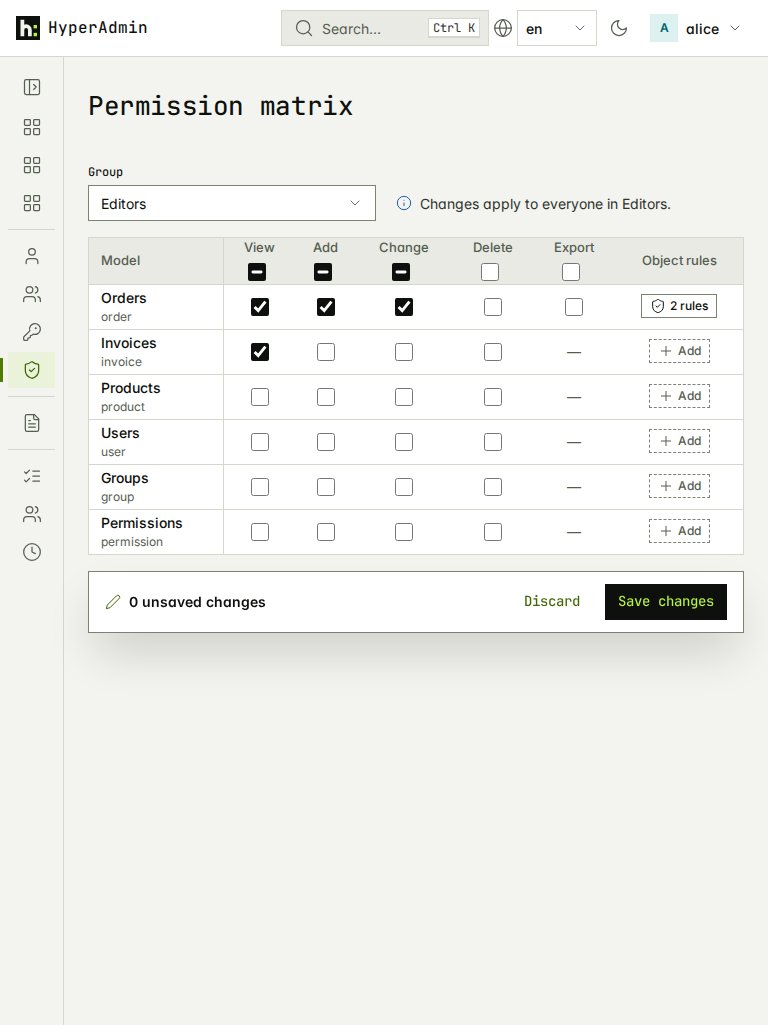 h: HyperAdmin
Search...
Ctrl K
en
A
alice
Permission matrix
Group
Editors
Changes apply to everyone in Editors.
Model View Add Change Delete Export Object rules
Orders
order
2 rules
Invoices
invoice
— Add
Products
product
— Add
Users
user
— Add
Groups
group
— Add
Permissions
permission
— Add
0 unsaved changes
Discard
Save changes